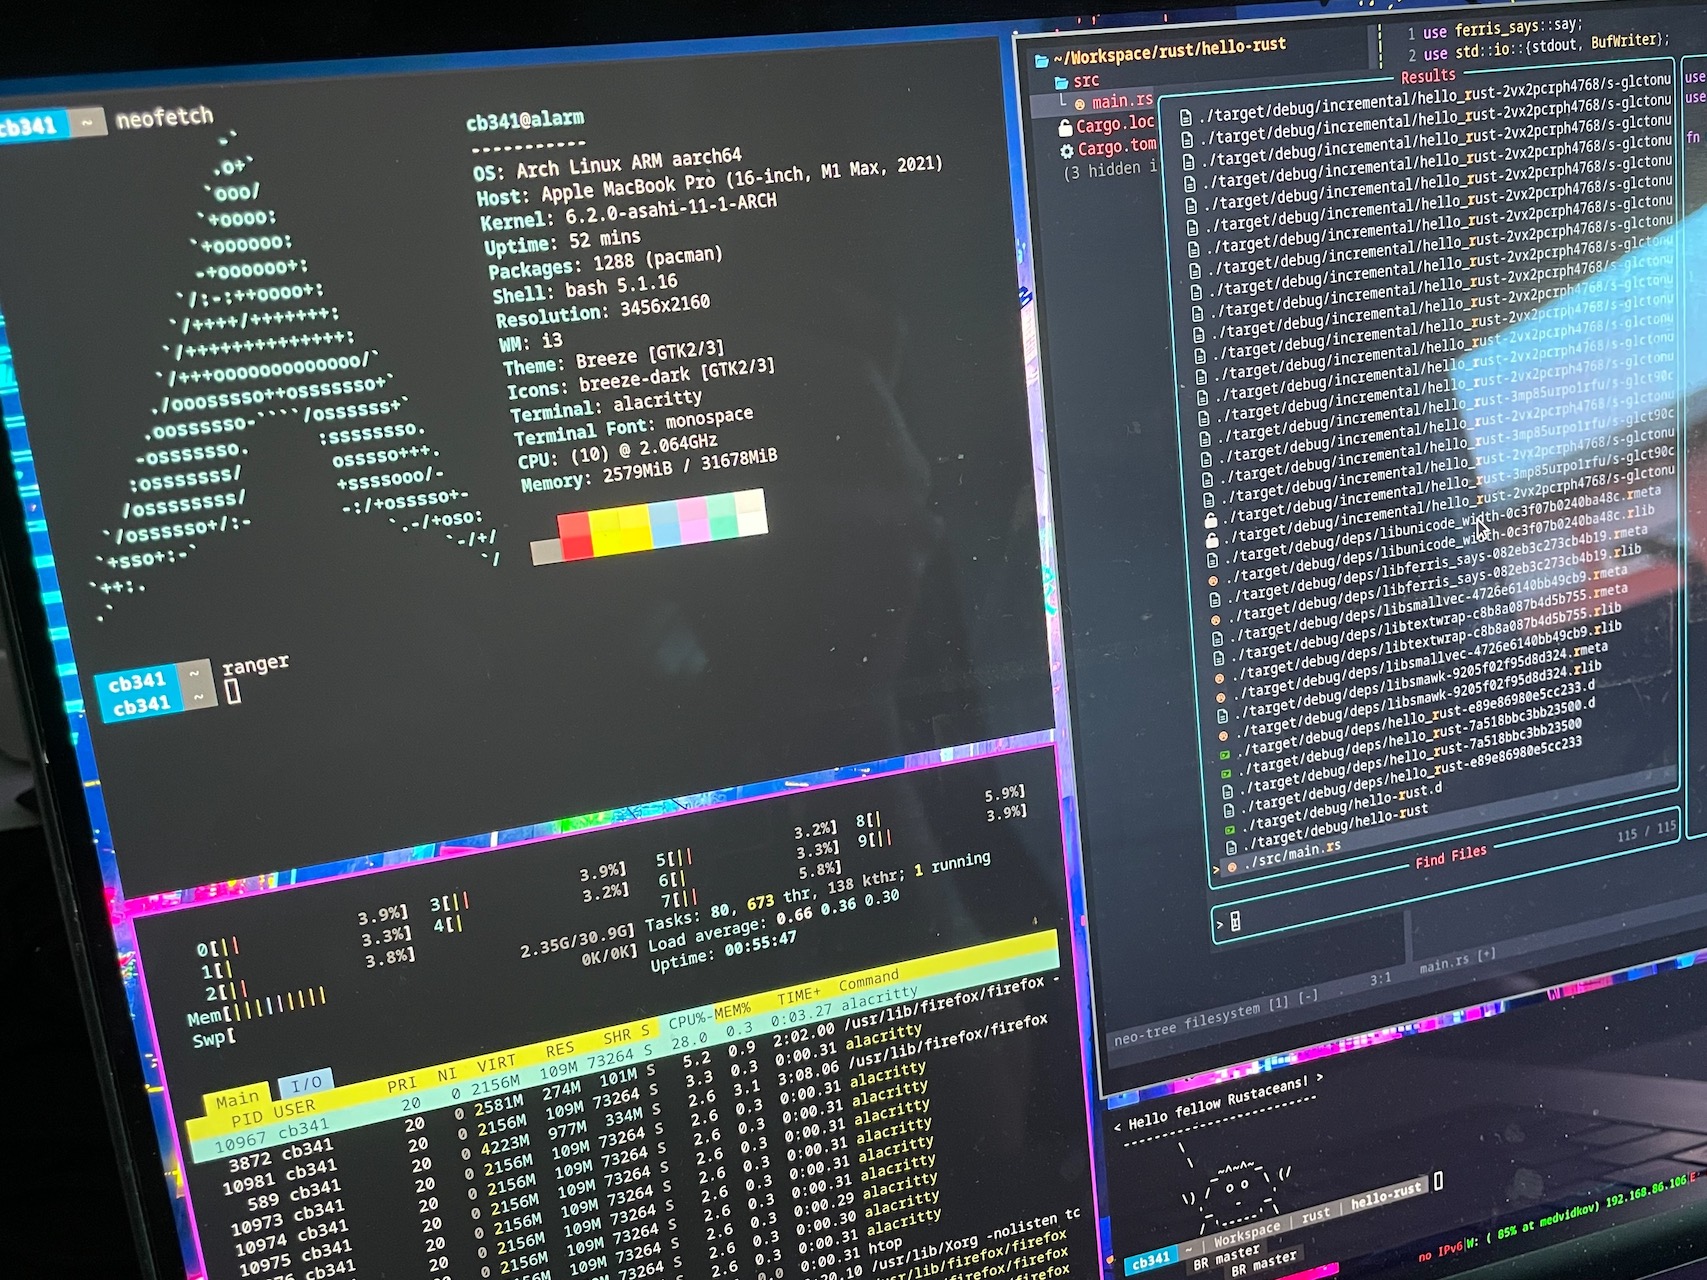 cb341 ~ neofetch
cb341@alarm
-----------
OS: Arch Linux ARM aarch64
Host: Apple MacBook Pro (16-inch, M1 Max, 2021)
Kernel: 6.2.0-asahi-11-1-ARCH
Uptime: 52 mins
Packages: 1288 (pacman)
Shell: bash 5.1.16
Resolution: 3456x2160
WM: i3
Theme: Breeze [GTK2/3]
Icons: breeze-dark [GTK2/3]
Terminal: alacritty
Terminal Font: monospace
CPU: (10) @ 2.064GHz
Memory: 2579MiB / 31678MiB
cb341 ~ ranger
cb341 ~
0[|| 3.9%] 3[|| 3.9%] 5[|| 3.2%] 8[| 5.9%]
1[| 3.3%] 4[| 3.2%] 6[| 3.3%] 9[|| 3.9%]
2[|| 3.8%] 7[|| 5.8%]
Mem[|||||||||| 2.35G/30.9G] Tasks: 80, 673 thr, 138 kthr; 1 running
Swp[ 0K/0K] Load average: 0.66 0.36 0.30
Uptime: 00:55:47
Main I/O
PID USER PRI NI VIRT RES SHR S CPU%-MEM% TIME+ Command
10967 cb341 20 0 2156M 109M 73264 S 28.0 0.3 0:03.27 alacritty
3872 cb341 20 0 2581M 274M 101M S 5.2 0.9 2:02.00 /usr/lib/firefox/firefox -
10981 cb341 20 0 2156M 109M 73264 S 3.3 0.3 0:00.31 alacritty
589 cb341 20 0 4223M 977M 334M S 2.6 3.1 3:08.06 /usr/lib/firefox/firefox
10973 cb341 20 0 2156M 109M 73264 S 2.6 0.3 0:00.31 alacritty
10974 cb341 20 0 2156M 109M 73264 S 2.6 0.3 0:00.31 alacritty
10975 cb341 20 0 2156M 109M 73264 S 2.6 0.3 0:00.31 alacritty
cb341 20 0 2156M 109M 73264 S 2.6 0.3 0:00.31 alacritty
2.6 0.3 0:00.31 alacritty
2.6 0.3 0:00.29 alacritty
0:00.30 alacritty
0:00.31 htop
/usr/lib/Xorg -nolisten tc
/usr/lib/firefox/firefox
/firefox/firefox
~/Workspace/rust/hello-rust
src
main.rs
Cargo.loc
Cargo.tom
(3 hidden i
1 use ferris_says::say;
2 use std::io::{stdout, BufWriter};
Results
./target/debug/incremental/hello_rust-2vx2pcrph4768/s-glctonu
./target/debug/incremental/hello_rust-2vx2pcrph4768/s-glctonu
./target/debug/incremental/hello_rust-2vx2pcrph4768/s-glctonu
./target/debug/incremental/hello_rust-2vx2pcrph4768/s-glctonu
./target/debug/incremental/hello_rust-2vx2pcrph4768/s-glctonu
./target/debug/incremental/hello_rust-2vx2pcrph4768/s-glctonu
./target/debug/incremental/hello_rust-2vx2pcrph4768/s-glctonu
./target/debug/incremental/hello_rust-2vx2pcrph4768/s-glctonu
./target/debug/incremental/hello_rust-2vx2pcrph4768/s-glctonu
./target/debug/incremental/hello_rust-2vx2pcrph4768/s-glctonu
./target/debug/incremental/hello_rust-2vx2pcrph4768/s-glctonu
./target/debug/incremental/hello_rust-3mp85urpo1rfu/s-glct90c
./target/debug/incremental/hello_rust-2vx2pcrph4768/s-glctonu
./target/debug/incremental/hello_rust-3mp85urpo1rfu/s-glct90c
./target/debug/incremental/hello_rust-2vx2pcrph4768/s-glctonu
./target/debug/incremental/hello_rust-3mp85urpo1rfu/s-glct90c
./target/debug/incremental/hello_rust-2vx2pcrph4768/s-glctonu
./target/debug/deps/libunicode_width-0c3f07b0240ba48c.rmeta
./target/debug/deps/libunicode_width-0c3f07b0240ba48c.rlib
./target/debug/deps/libferris_says-082eb3c273cb4b19.rmeta
./target/debug/deps/libferris_says-082eb3c273cb4b19.rlib
./target/debug/deps/libsmallvec-4726e6140bb49cb9.rmeta
./target/debug/deps/libtextwrap-c8b8a087b4d5b755.rmeta
./target/debug/deps/libtextwrap-c8b8a087b4d5b755.rlib
./target/debug/deps/libsmallvec-4726e6140bb49cb9.rlib
./target/debug/deps/libsmawk-9205f02f95d8d324.rmeta
./target/debug/deps/libsmawk-9205f02f95d8d324.rlib
./target/debug/deps/hello_rust-e89e86980e5cc233.d
./target/debug/deps/hello_rust-7a518bbc3bb23500.d
./target/debug/deps/hello_rust-7a518bbc3bb23500
./target/debug/deps/hello_rust-e89e86980e5cc233
./target/debug/hello-rust.d
./target/debug/hello-rust
> ./src/main.rs
Find Files
115 / 115
>
use
use
fn
neo-tree filesystem [1] [-] 3:1 main.rs [+]
< Hello fellow Rustaceans! >
cb341 ~ | Workspace | rust | hello-rust
BR master
BR master
no IPv6|W: ( 85% at medvidkov) 192.168.86.106|E